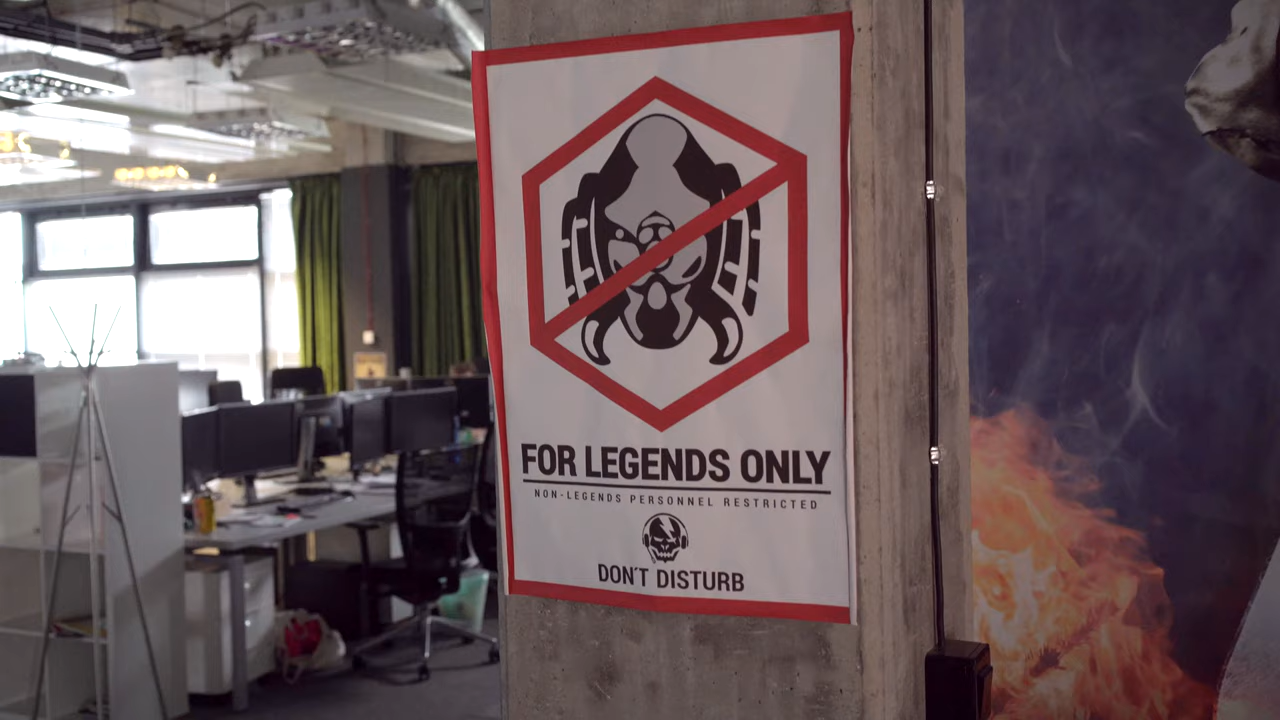 FOR LEGENDS ONLY
NON-LEGENDS PERSONNEL RESTRICTED
DON'T DISTURB